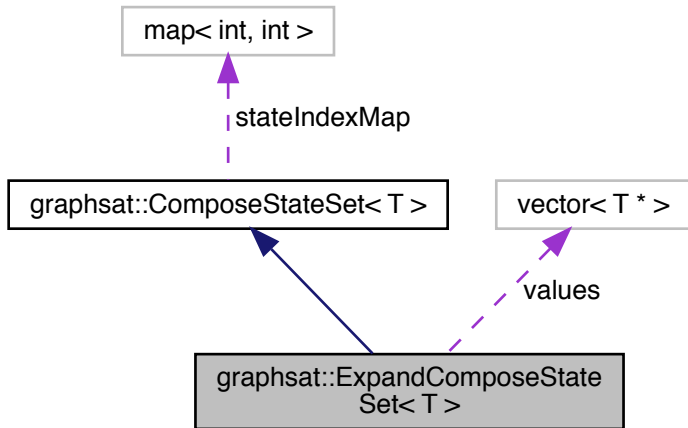 map< int, int >
stateIndexMap
graphsat::ComposeStateSet< T >
vector< T * >
values
graphsat::ExpandComposeState
Set< T >